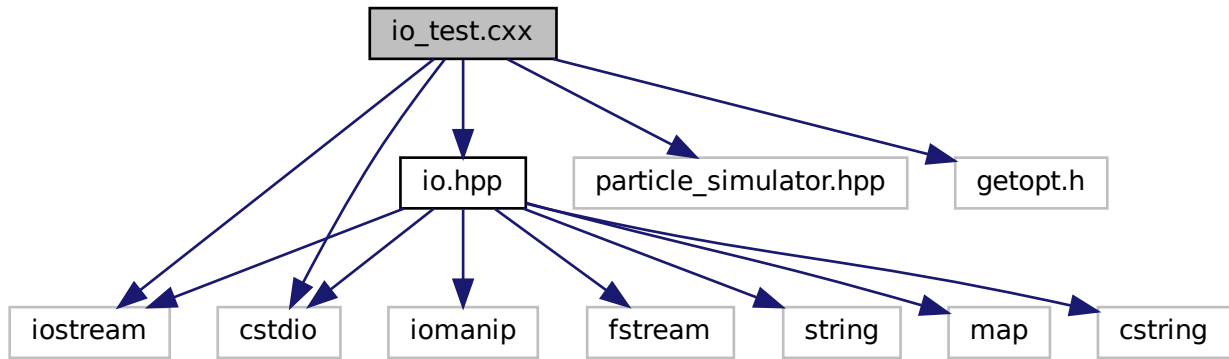 io_test.cxx
io.hpp
particle_simulator.hpp
getopt.h
iostream
cstdio
iomanip
fstream
string
map
cstring